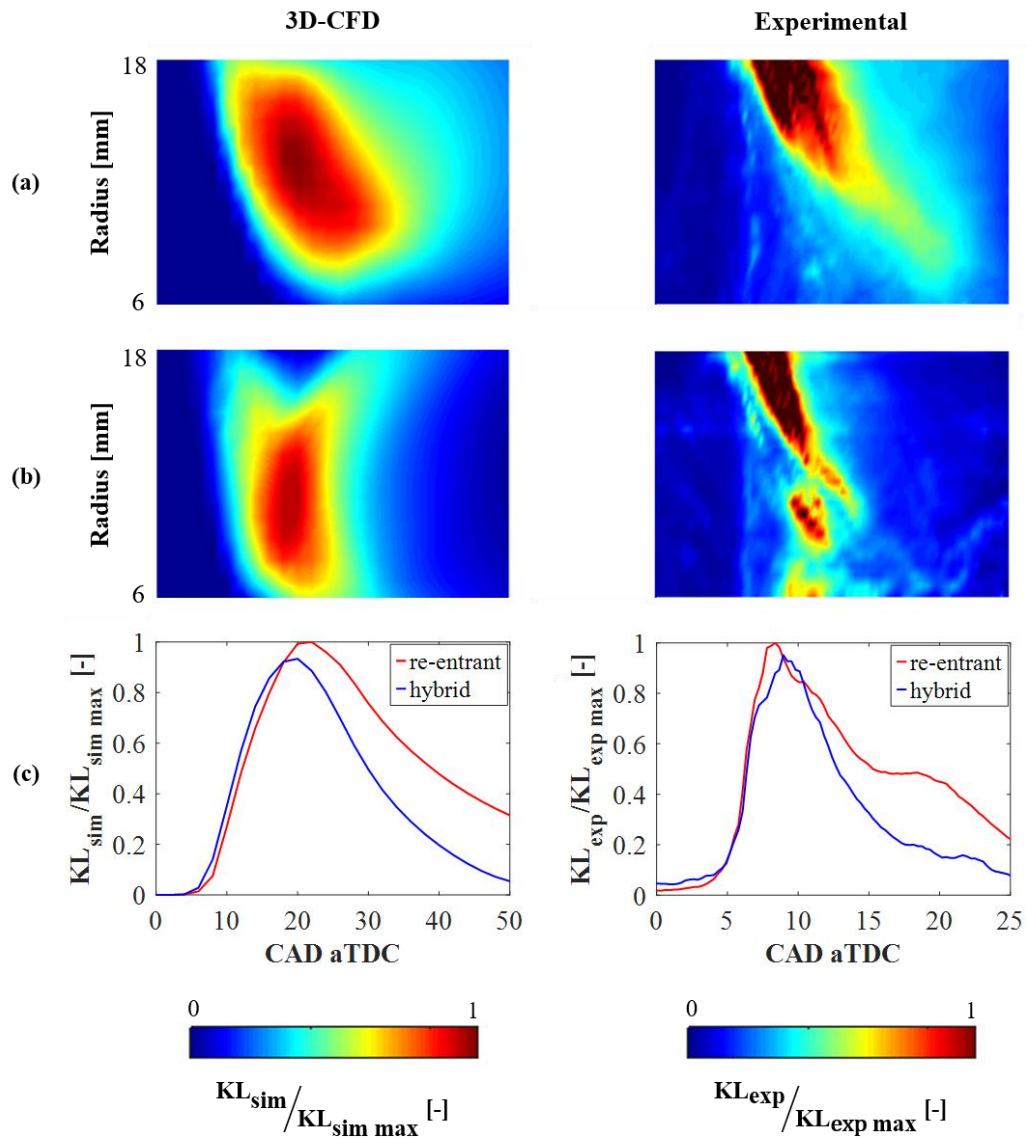 3D-CFD
Experimental
18
Radius [mm]
(a)
6
18
Radius [mm]
(b)
6
(c)
KLsim/KLsim max [-]
1
0.8
0.6
0.4
0.2
0
re-entrant
hybrid
0 10 20 30 40 50
CAD aTDC
KLexp/KLexp max [-]
1
0.8
0.6
0.4
0.2
0
re-entrant
hybrid
0 5 10 15 20 25
CAD aTDC
0 1
KLsim/KLsim max [-]
0 1
KLexp/KLexp max [-]